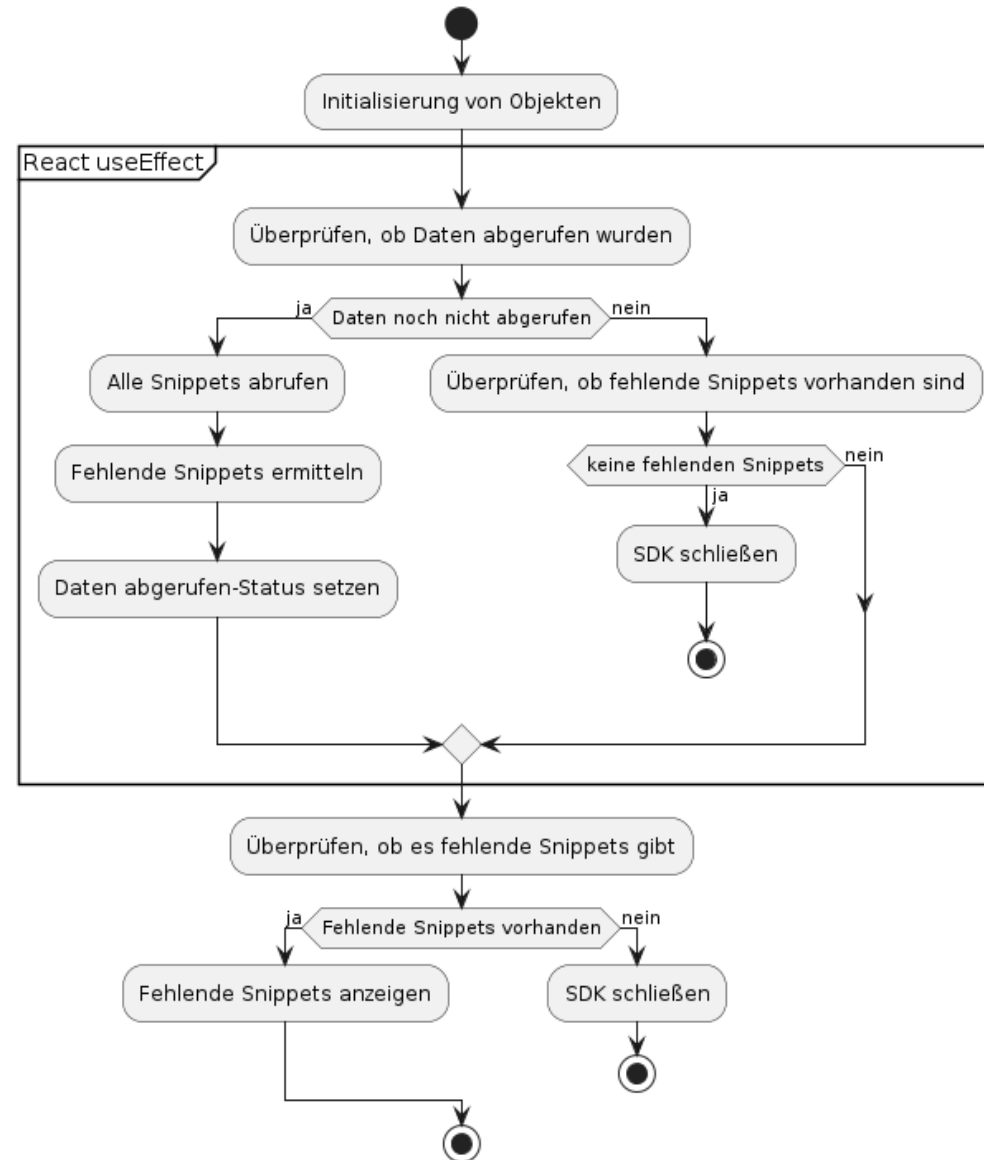 Initialisierung von Objekten
React useEffect
Überprüfen, ob Daten abgerufen wurden
ja
Daten noch nicht abgerufen
nein
Alle Snippets abrufen
Überprüfen, ob fehlende Snippets vorhanden sind
Fehlende Snippets ermitteln
keine fehlenden Snippets
nein
ja
SDK schließen
Daten abgerufen-Status setzen
Überprüfen, ob es fehlende Snippets gibt
ja
Fehlende Snippets vorhanden
nein
Fehlende Snippets anzeigen
SDK schließen